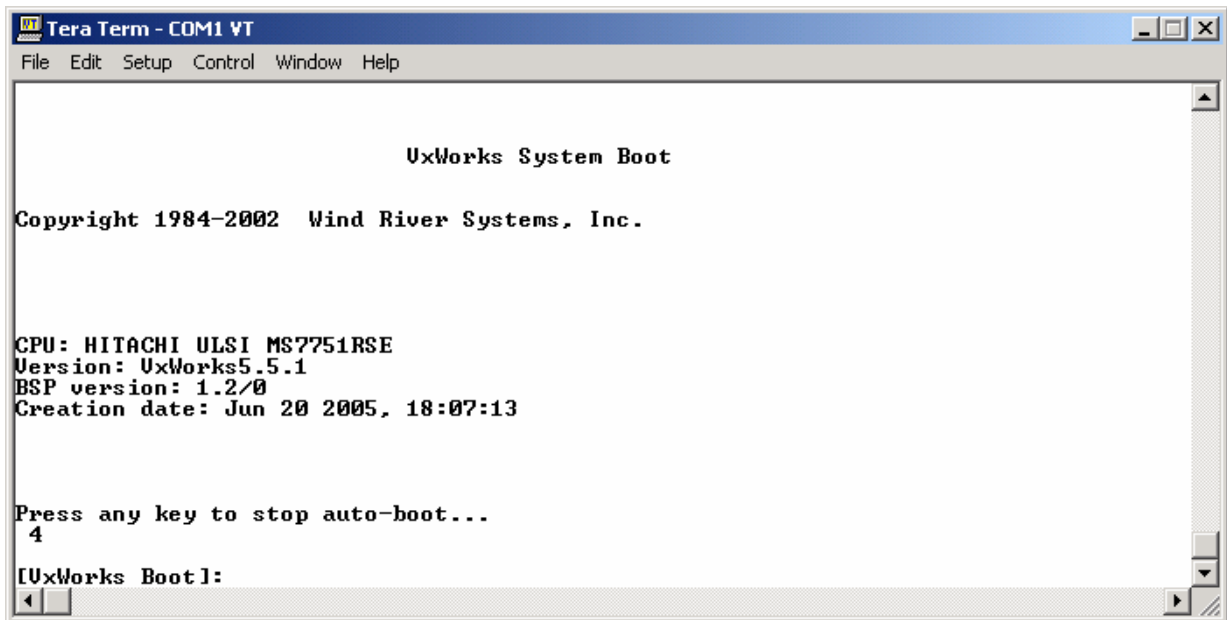 Tera Term - COM1 VT
File Edit Setup Control Window Help
VxWorks System Boot
Copyright 1984-2002 Wind River Systems, Inc.
CPU: HITACHI ULSI MS7751RSE
Version: VxWorks5.5.1
BSP version: 1.2/0
Creation date: Jun 20 2005, 18:07:13
Press any key to stop auto-boot...
4
[VxWorks Boot]: